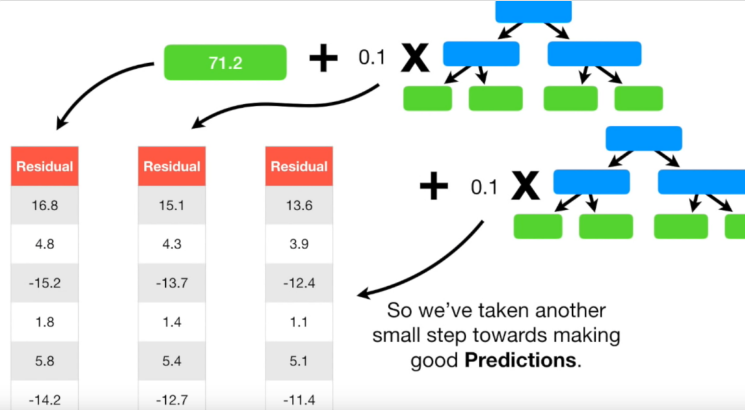 71.2 + 0.1 X
+ 0.1 X
Residual Residual Residual
16.8 15.1 13.6
4.8 4.3 3.9
-15.2 -13.7 -12.4
1.8 1.4 1.1
5.8 5.4 5.1
-14.2 -12.7 -11.4
So we've taken another
small step towards making
good Predictions.